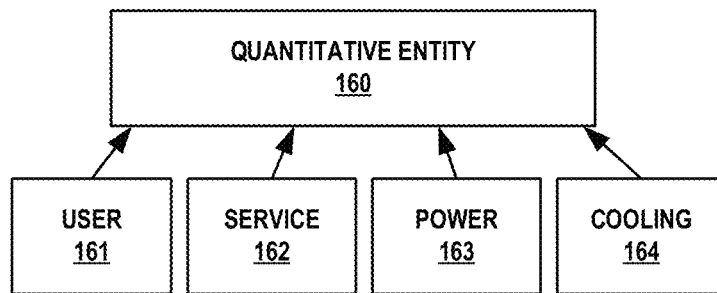 QUANTITATIVE ENTITY
160
USER
161
SERVICE
162
POWER
163
COOLING
164